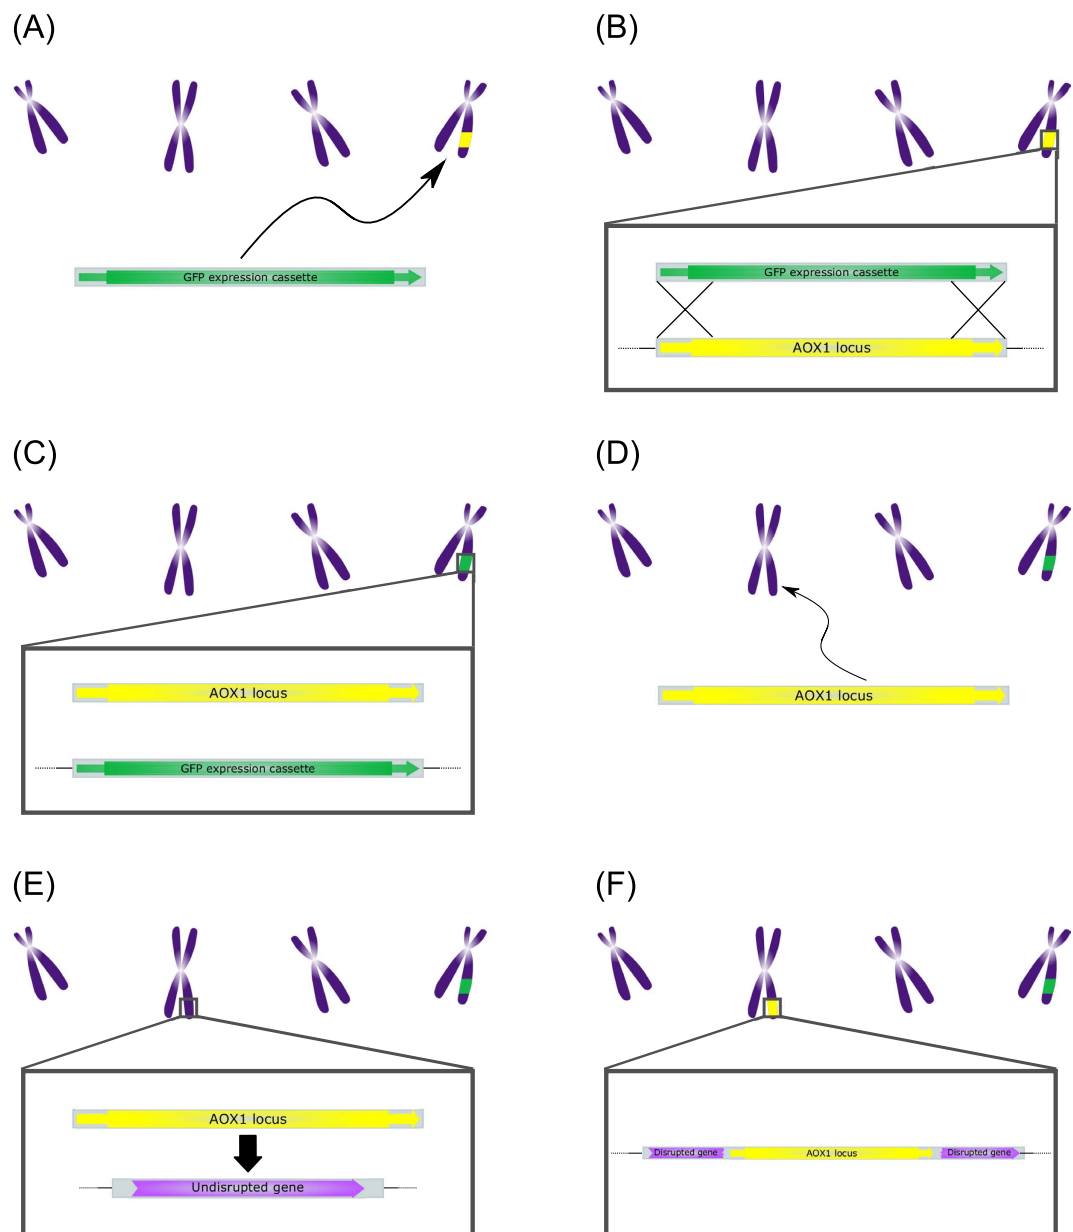 (A)
(B)
GFP expression cassette
GFP expression cassette
AOX1 locus
(C)
(D)
AOX1 locus
GFP expression cassette
AOX1 locus
(E)
(F)
AOX1 locus
Undisrupted gene
Disrupted gene AOX1 locus Disrupted gene